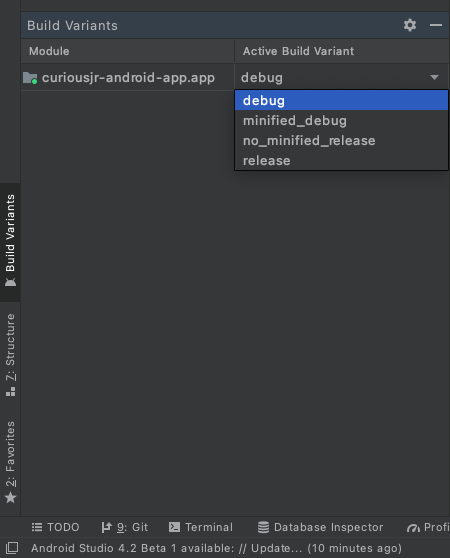 Build Variants
Module Active Build Variant
curiousjr-android-app.app debug
debug
minified_debug
no_minified_release
release
Build Variants
7: Structure
2: Favorites
TODO 9: Git Terminal Database Inspector
Android Studio 4.2 Beta 1 available: // Update... (10 minutes ago)